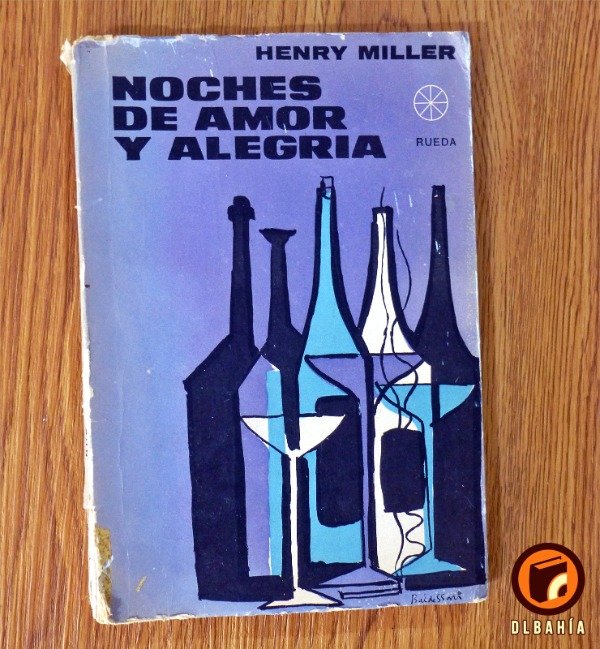 HENRY MILLER
NOCHES
DE AMOR
Y ALEGRIA
RUEDA
DLBAHÍA